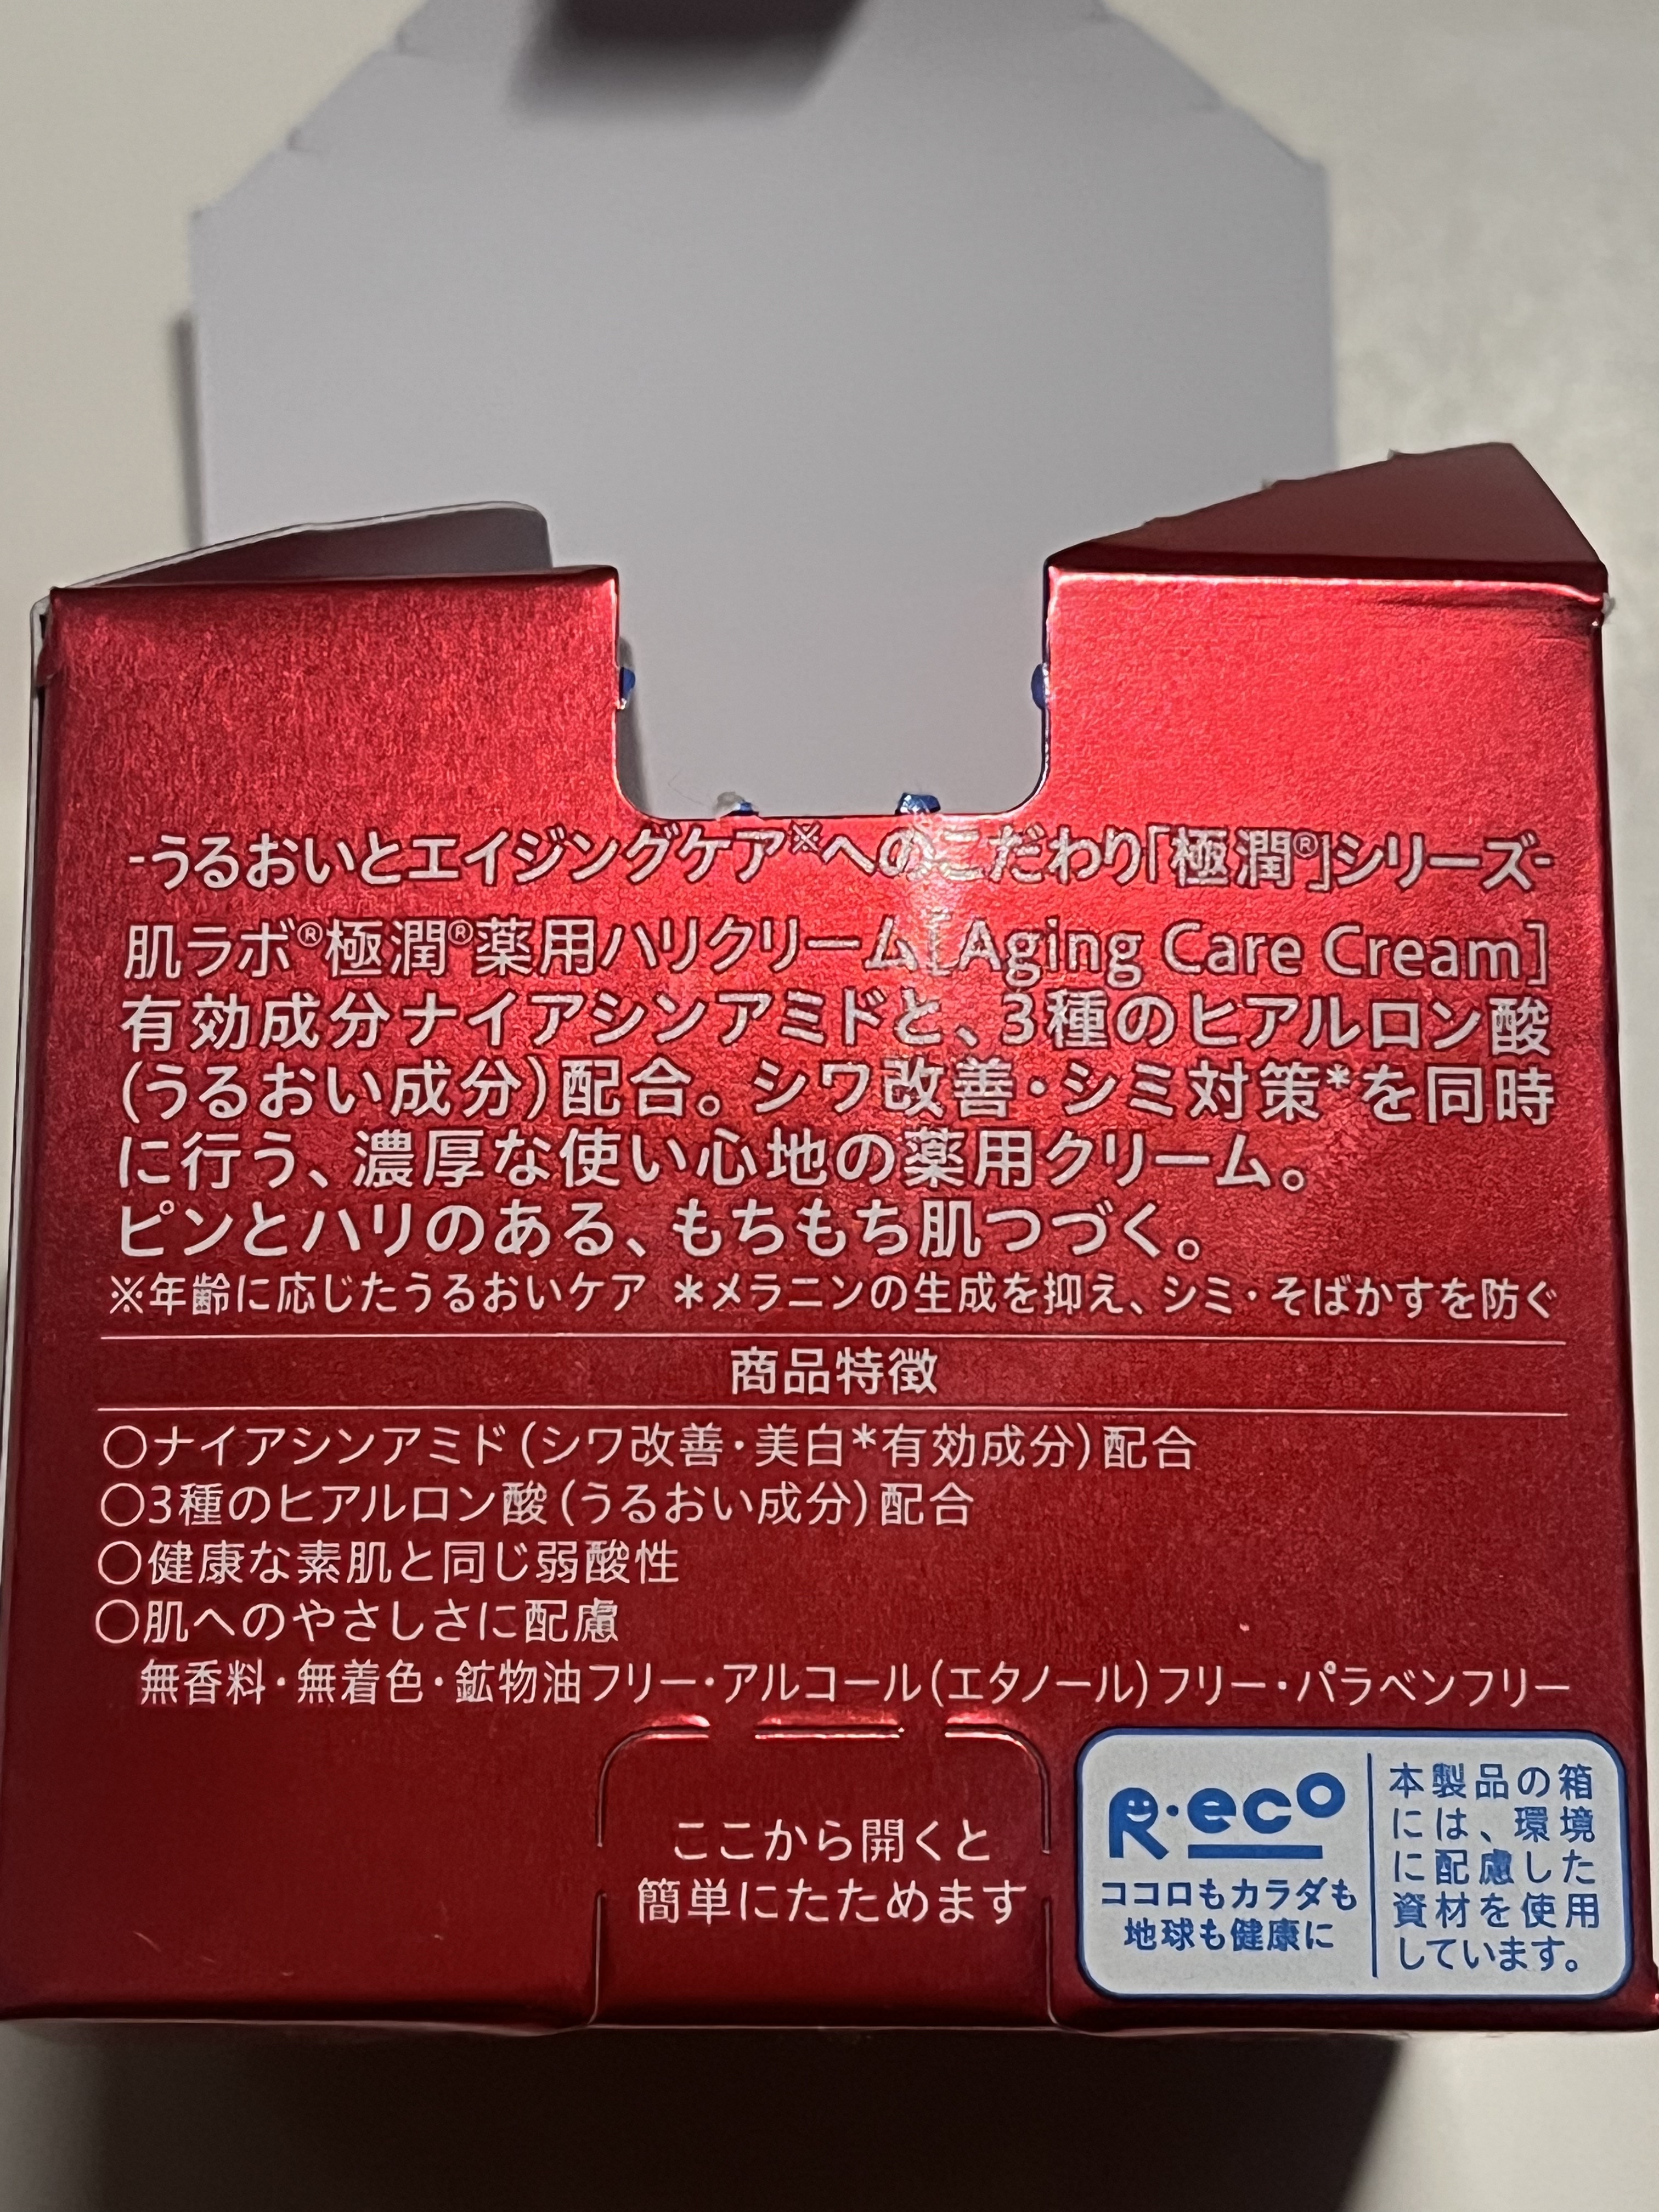 -うるおいとエイジングケア※へのこだわり「極潤®」シリーズ-
肌ラボ®極潤®薬用ハリクリーム[Aging Care Cream]
有効成分ナイアシンアミドと、3種のヒアルロン酸
(うるおい成分)配合。シワ改善・シミ対策*を同時
に行う、濃厚な使い心地の薬用クリーム。
ピンとハリのある、もちもち肌つづく。
※年齢に応じたうるおいケア *メラニンの生成を抑え、シミ・そばかすを防ぐ
商品特徴
○ナイアシンアミド(シワ改善・美白*有効成分)配合
○3種のヒアルロン酸(うるおい成分)配合
○健康な素肌と同じ弱酸性
○肌へのやさしさに配慮
無香料・無着色・鉱物油フリー・アルコール(エタノール)フリー・パラベンフリー
ここから開くと
簡単にたためます
R・eco
ココロもカラダも
地球も健康に
本製品の箱
には、環境
に配慮した
資材を使用
しています。